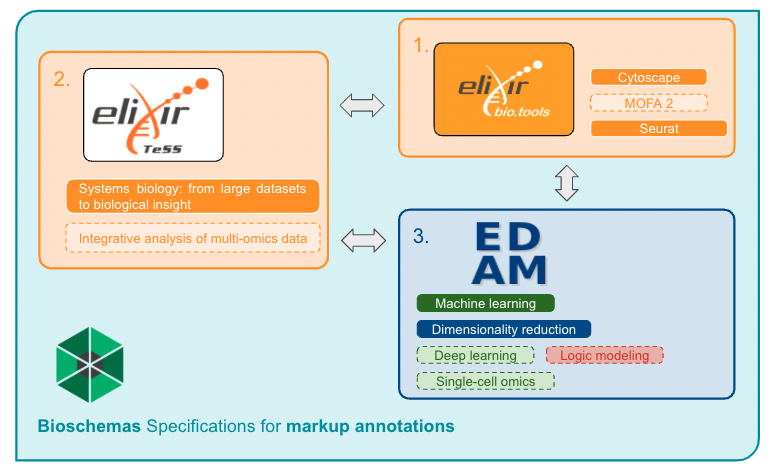 1.
elixir
bio.tools
Cytoscape
MOFA 2
Seurat
2.
elixir
TeSS
Systems biology: from large datasets
to biological insight
Integrative analysis of multi-omics data
3.
ED
AM
Machine learning
Dimensionality reduction
Deep learning
Logic modeling
Single-cell omics
Bioschemas Specifications for markup annotations